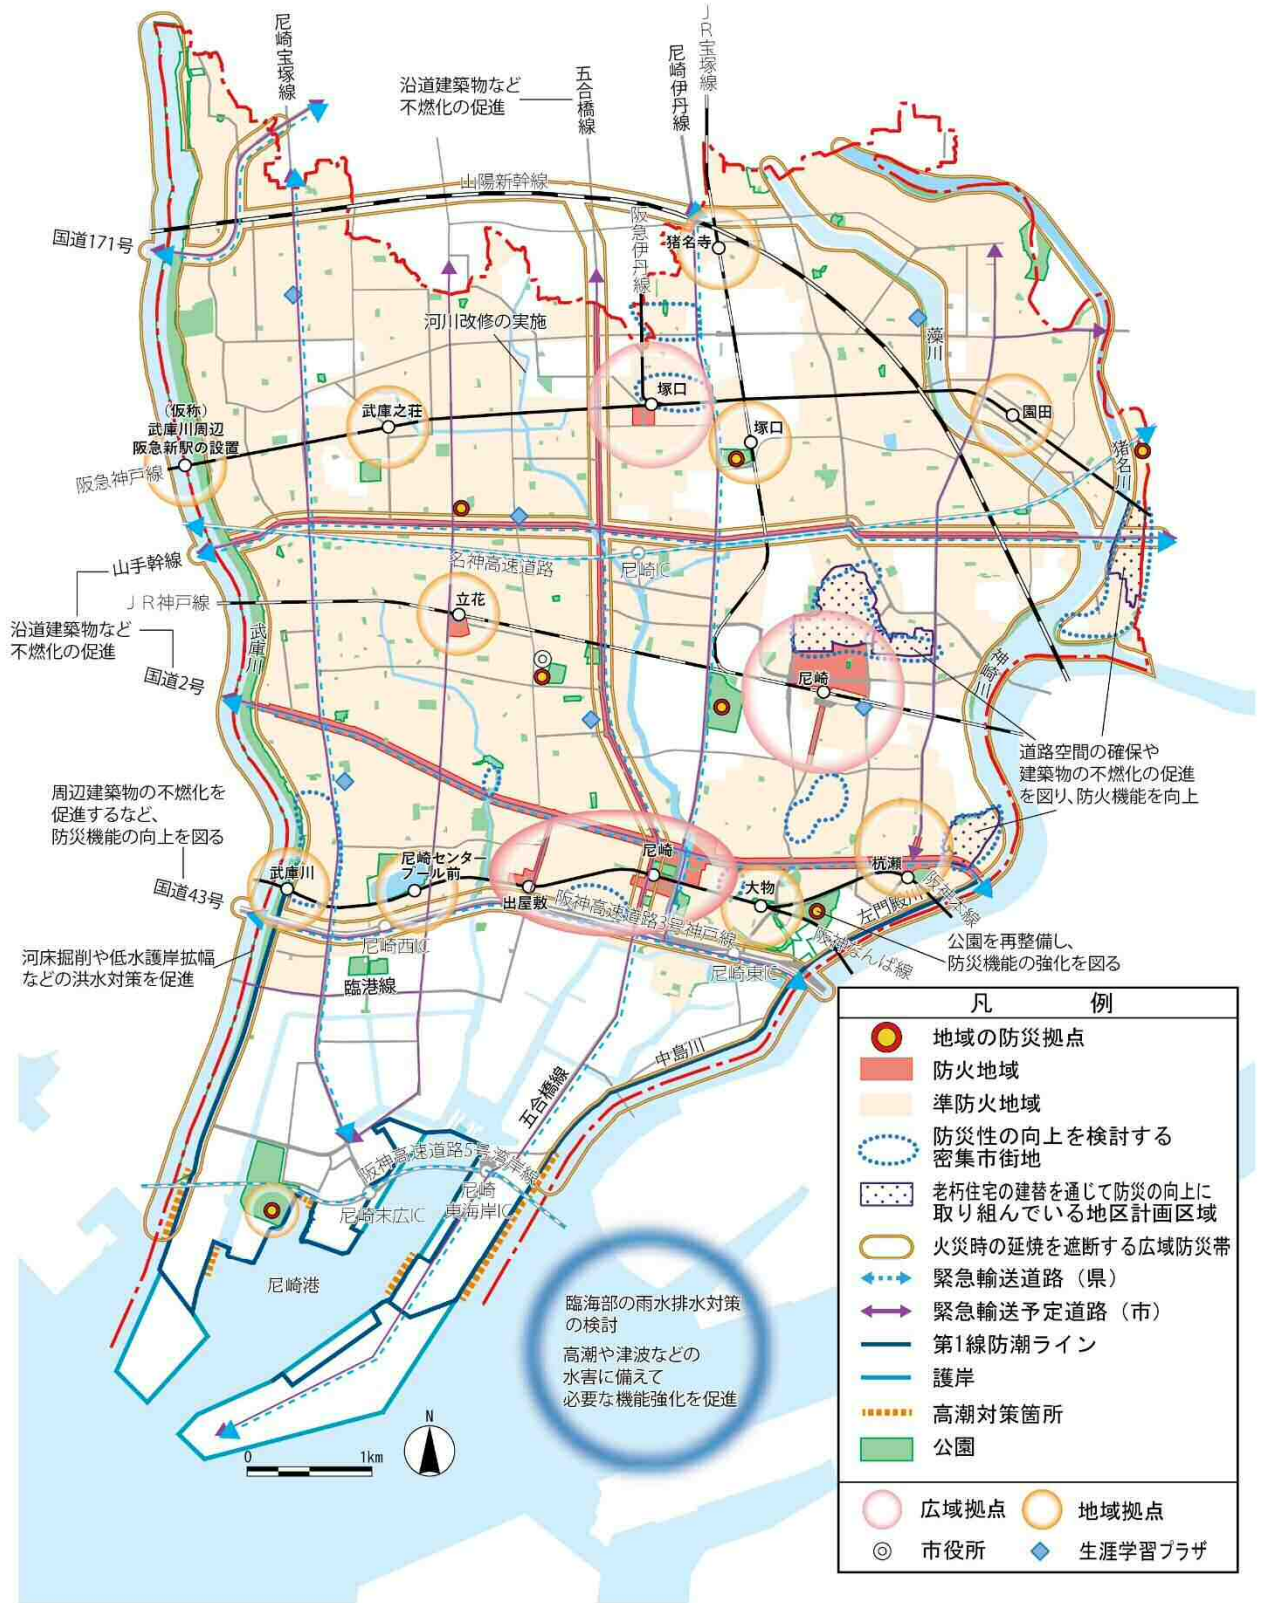 尼崎宝塚線
沿道建築物など
不燃化の促進
五合橋線
尼崎伊丹線
JR宝塚線
山陽新幹線
国道171号
阪急伊丹線
猪名寺
河川改修の実施
藻川
塚口
塚口
園田
武庫之荘
(仮称)
武庫川周辺
阪急新駅の設置
阪急神戸線
猪名川
名神高速道路
尼崎IC
山手幹線
JR神戸線
立花
沿道建築物など
不燃化の促進
武庫川
国道2号
尼崎
神崎川
道路空間の確保や
建築物の不燃化の促進
を図り、防火機能を向上
周辺建築物の不燃化を
促進するなど、
防災機能の向上を図る
国道43号
武庫川
尼崎センター
プール前
出屋敷
尼崎
大物
杭瀬
阪神本線
左門殿川
阪神高速道路3号神戸線
阪神なんば線
尼崎西IC
尼崎東IC
公園を再整備し、
防災機能の強化を図る
河床掘削や低水護岸拡幅
などの洪水対策を促進
臨港線
中島川
五合橋線
阪神高速道路5号湾岸線
尼崎末広IC
尼崎
東海岸IC
尼崎港
臨海部の雨水排水対策
の検討
高潮や津波などの
水害に備えて
必要な機能強化を促進
N
0 1km
凡 例
地域の防災拠点
防火地域
準防火地域
防災性の向上を検討する
密集市街地
老朽住宅の建替を通じて防災の向上に
取り組んでいる地区計画区域
火災時の延焼を遮断する広域防災帯
緊急輸送道路(県)
緊急輸送予定道路(市)
第1線防潮ライン
護岸
高潮対策箇所
公園
広域拠点
地域拠点
市役所
生涯学習プラザ